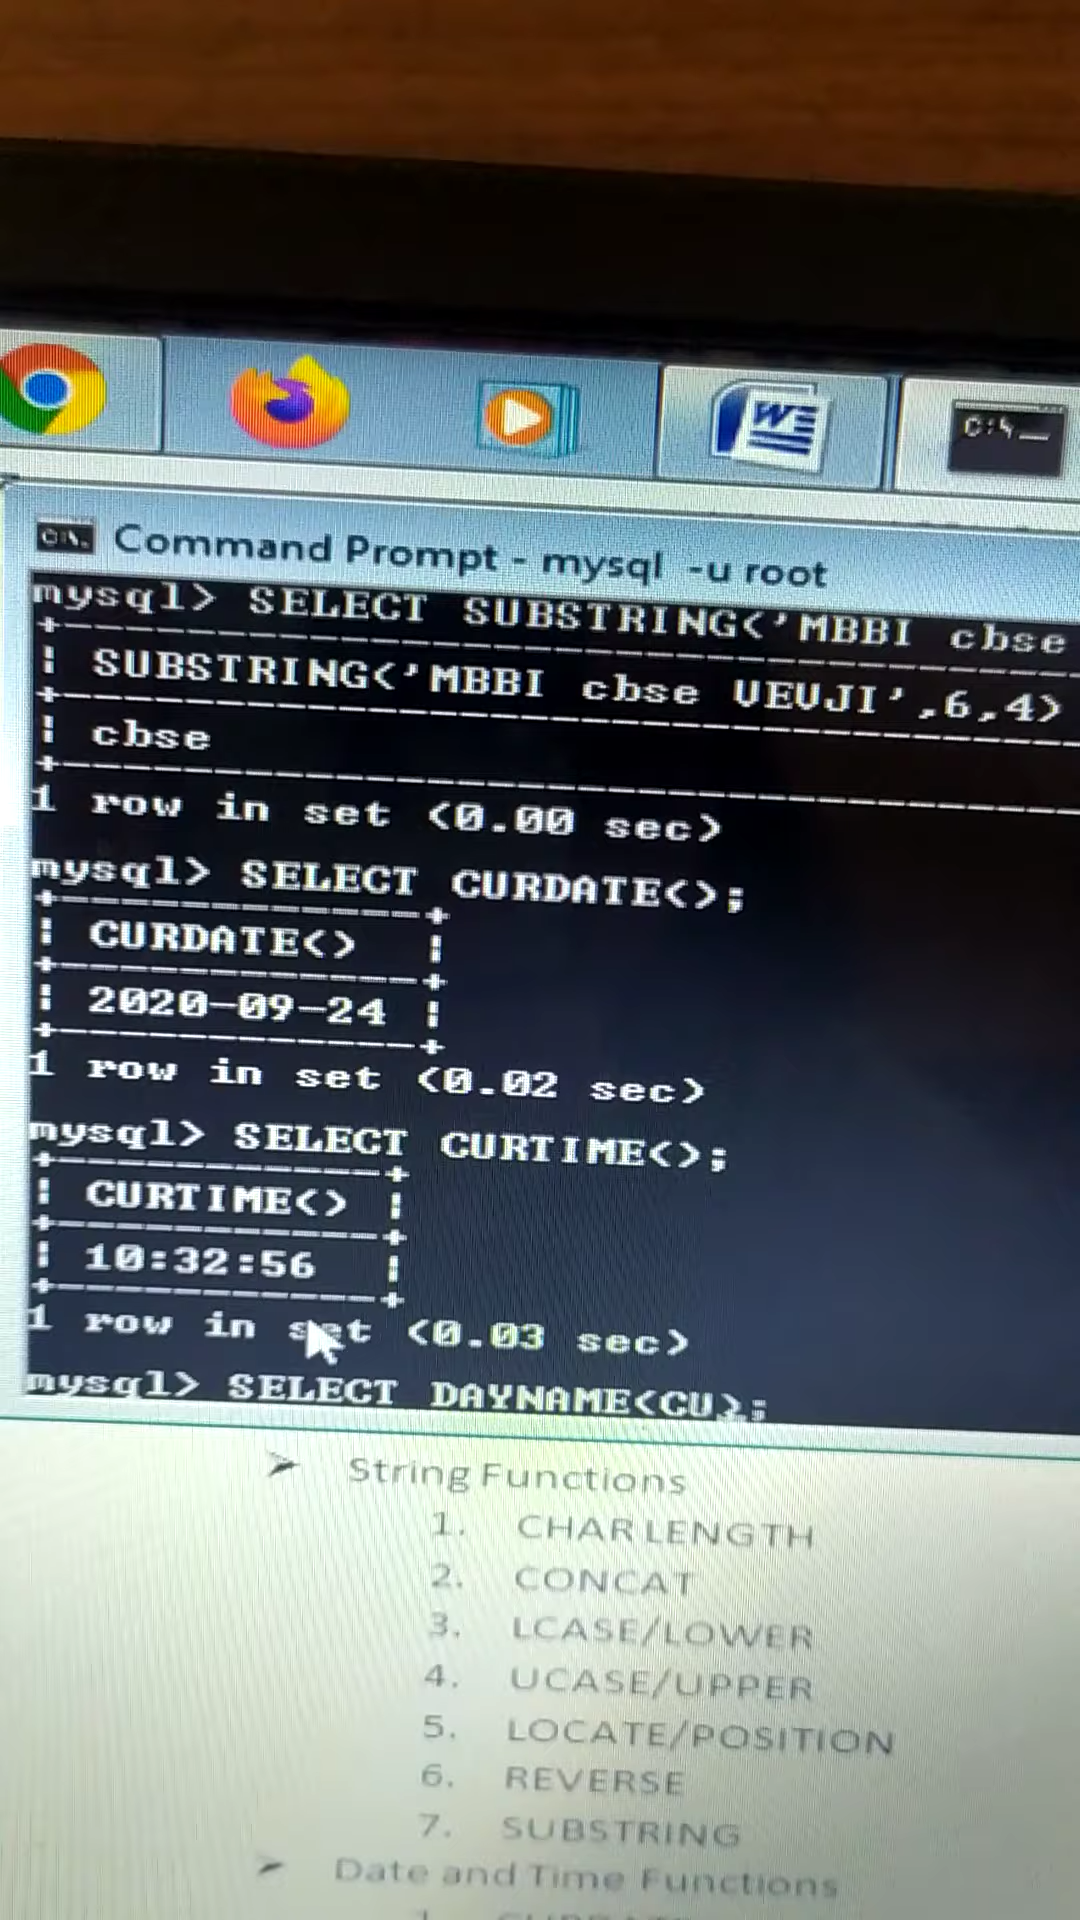 W
C:\_
C:\. Command Prompt - mysql -u root
mysql> SELECT SUBSTRING('MBBI cbse
SUBSTRING('MBBI cbse VEVJI',6,4)
cbse
1 row in set (0.00 sec)
mysql> SELECT CURDATE();
CURDATE()
2020-09-24
1 row in set (0.02 sec)
mysql> SELECT CURTIME();
CURTIME()
10:32:56
1 row in set (0.03 sec)
mysql> SELECT DAYNAME(CU);
➢ String Functions
1. CHAR LENGTH
2. CONCAT
3. LCASE/LOWER
4. UCASE/UPPER
5. LOCATE/POSITION
6. REVERSE
7. SUBSTRING
➢ Date and Time Functions